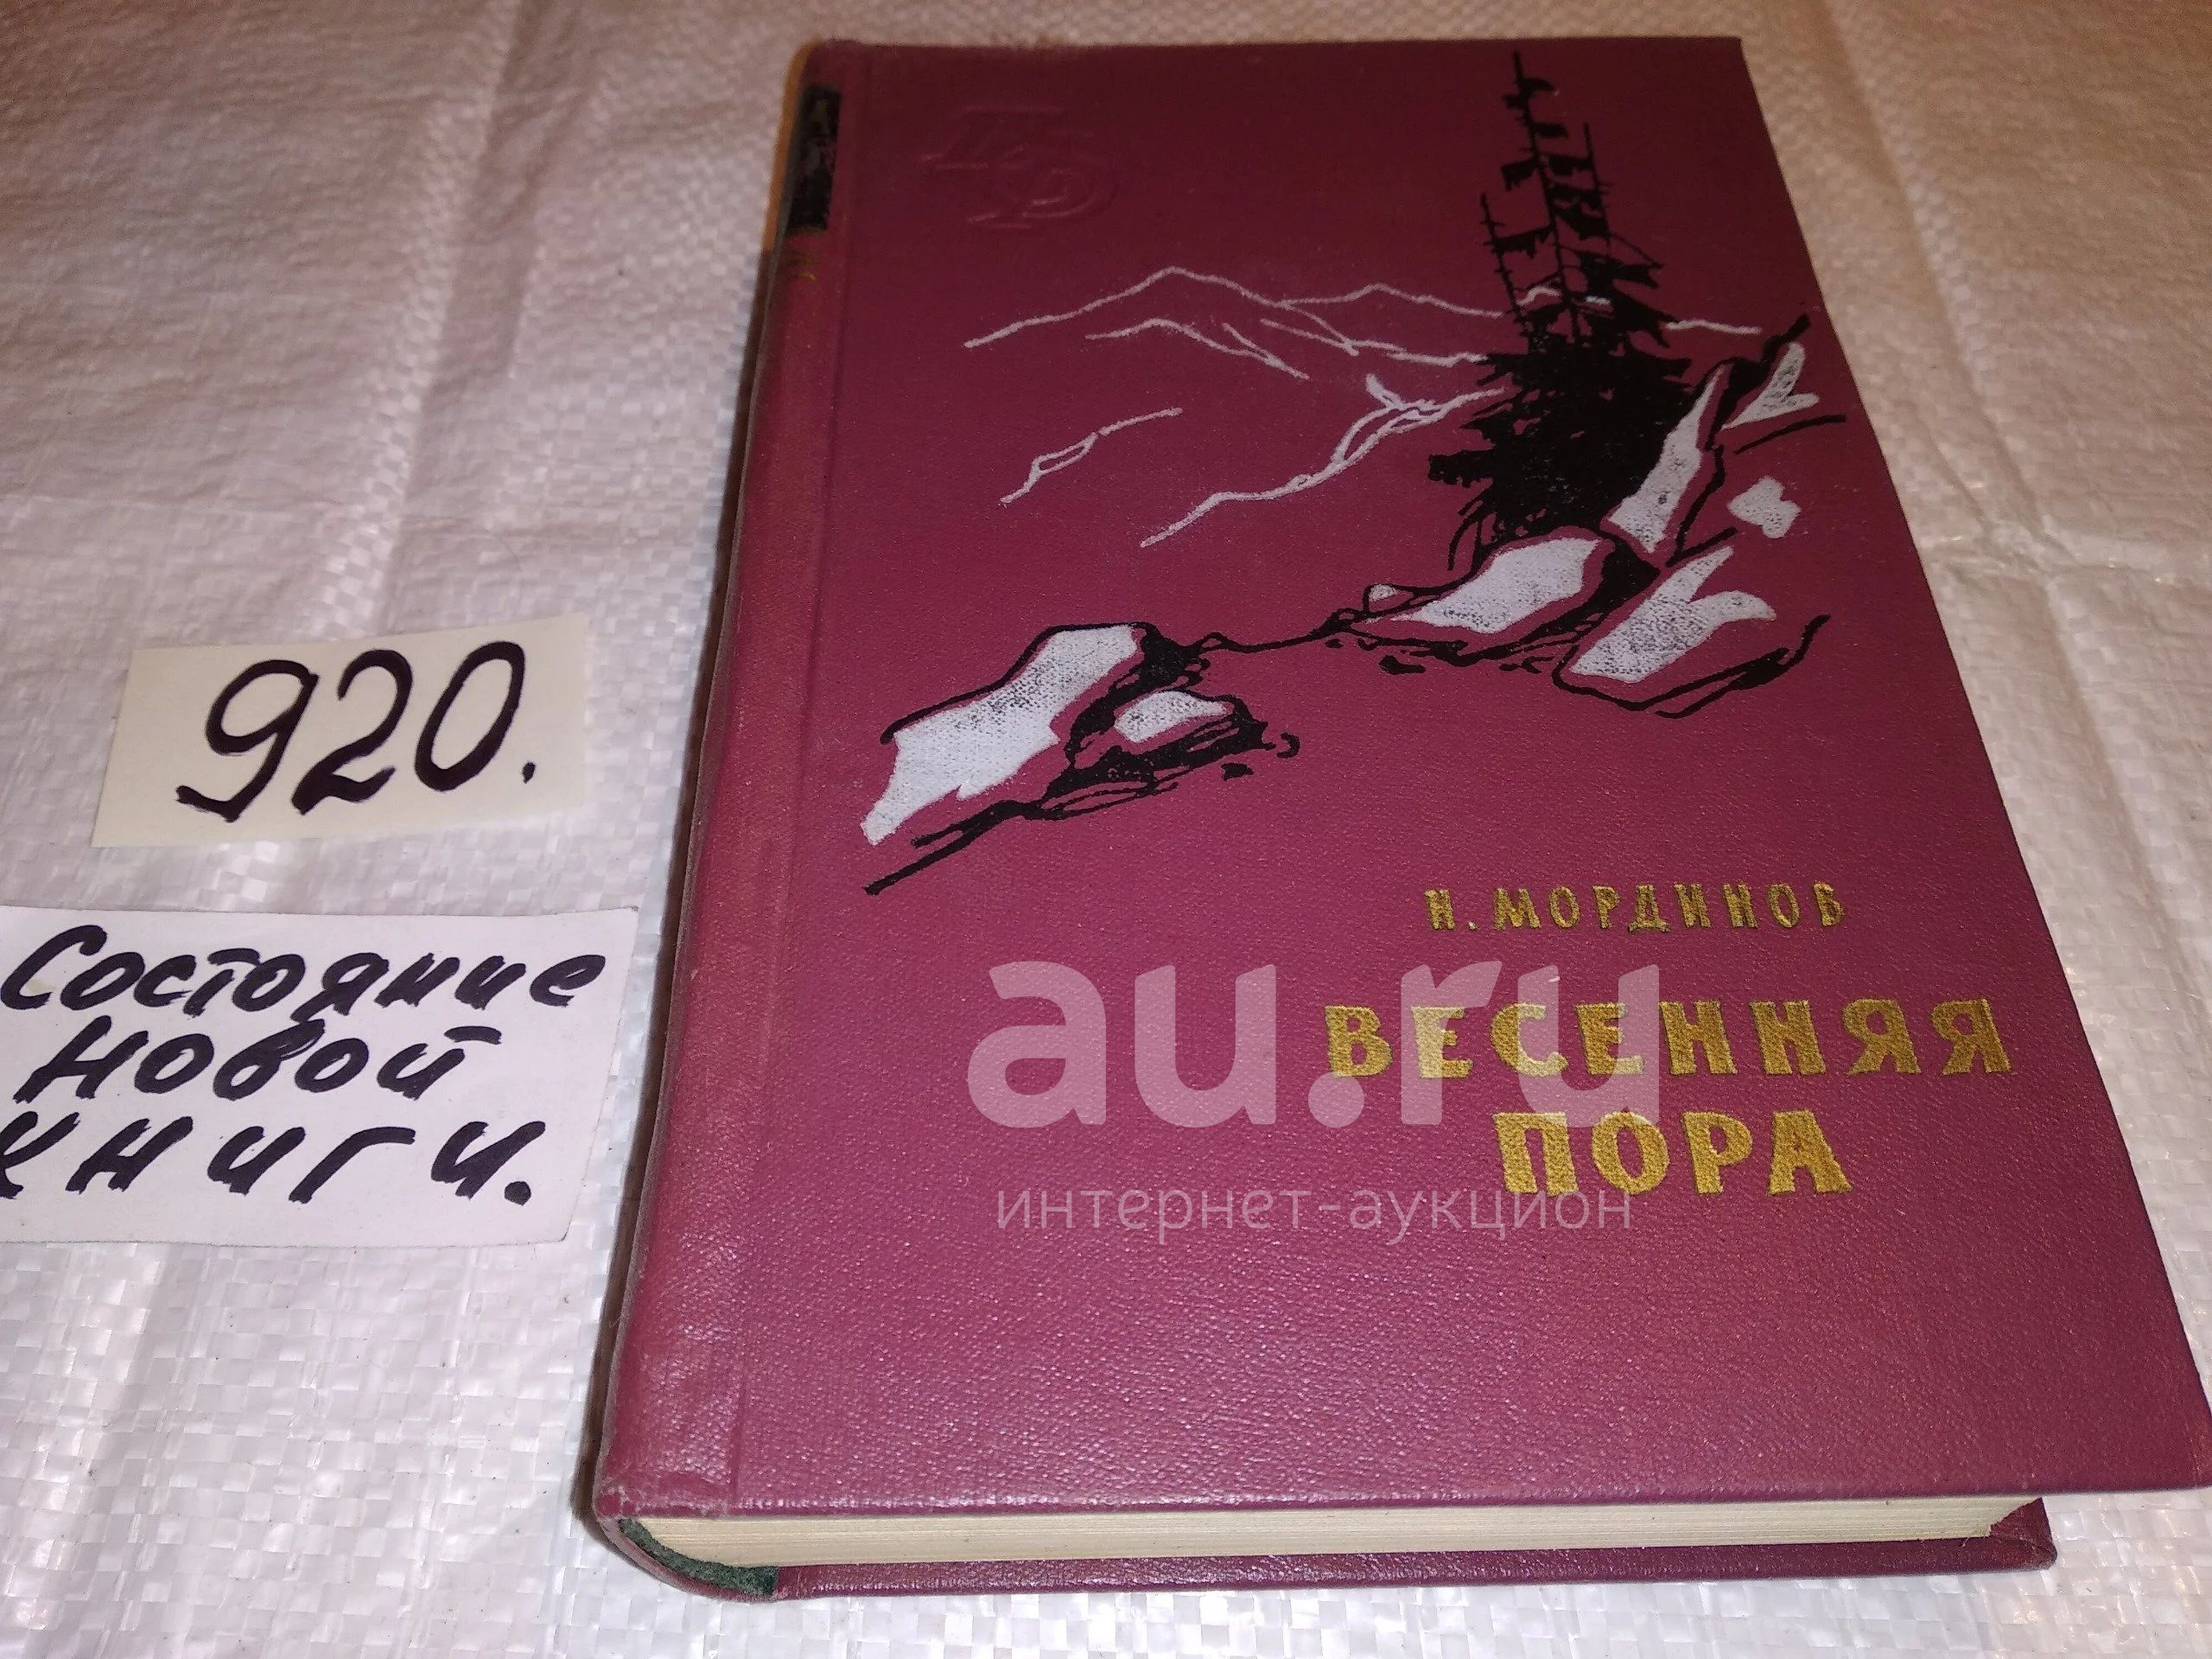 920.
Состояние
новой
книги.
Н. МОРДИНОВ
ВЕСЕННЯЯ
ПОРА
au.ru
интернет-аукцион